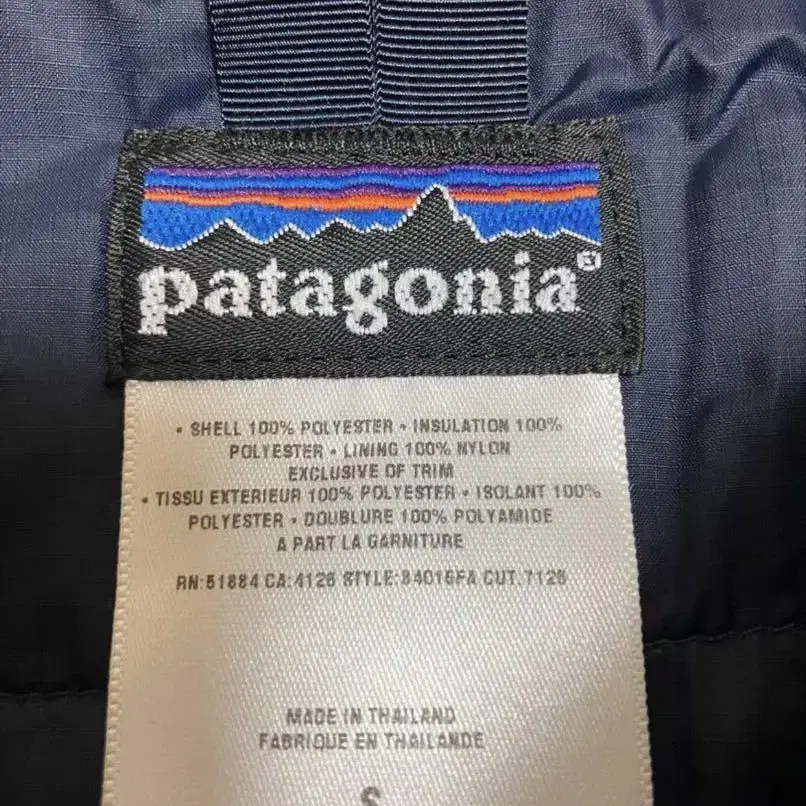 patagonia®
• SHELL 100% POLYESTER • INSULATION 100%
POLYESTER • LINING 100% NYLON
EXCLUSIVE OF TRIM
• TISSU EXTERIEUR 100% POLYESTER • ISOLANT 100%
POLYESTER • DOUBLURE 100% POLYAMIDE
A PART LA GARNITURE
RN:51884 CA:4126 STYLE:84016FA CUT.7126
MADE IN THAILAND
FABRIQUE EN THAILANDE
S